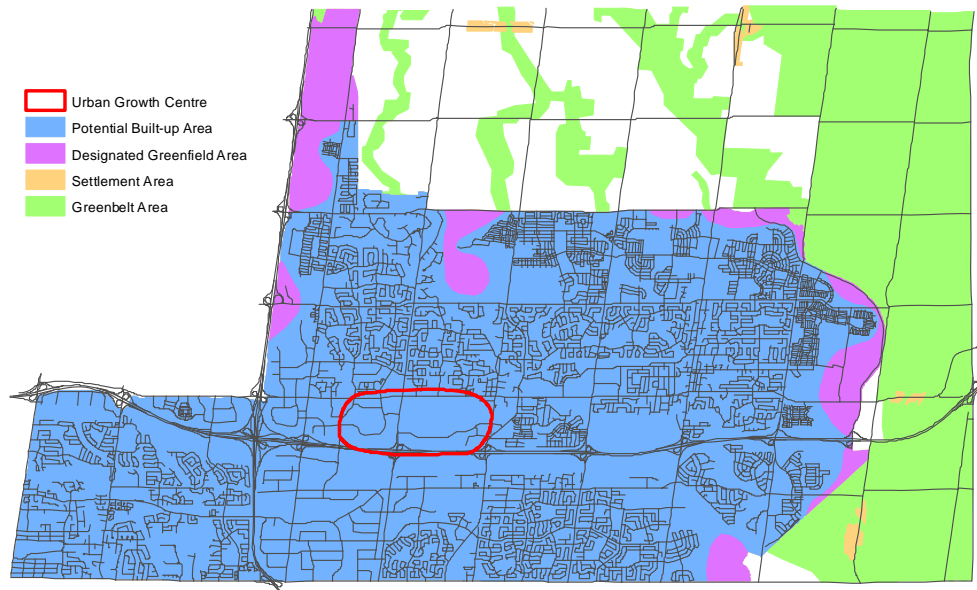 Urban Growth Centre
Potential Built-up Area
Designated Greenfield Area
Settlement Area
Greenbelt Area